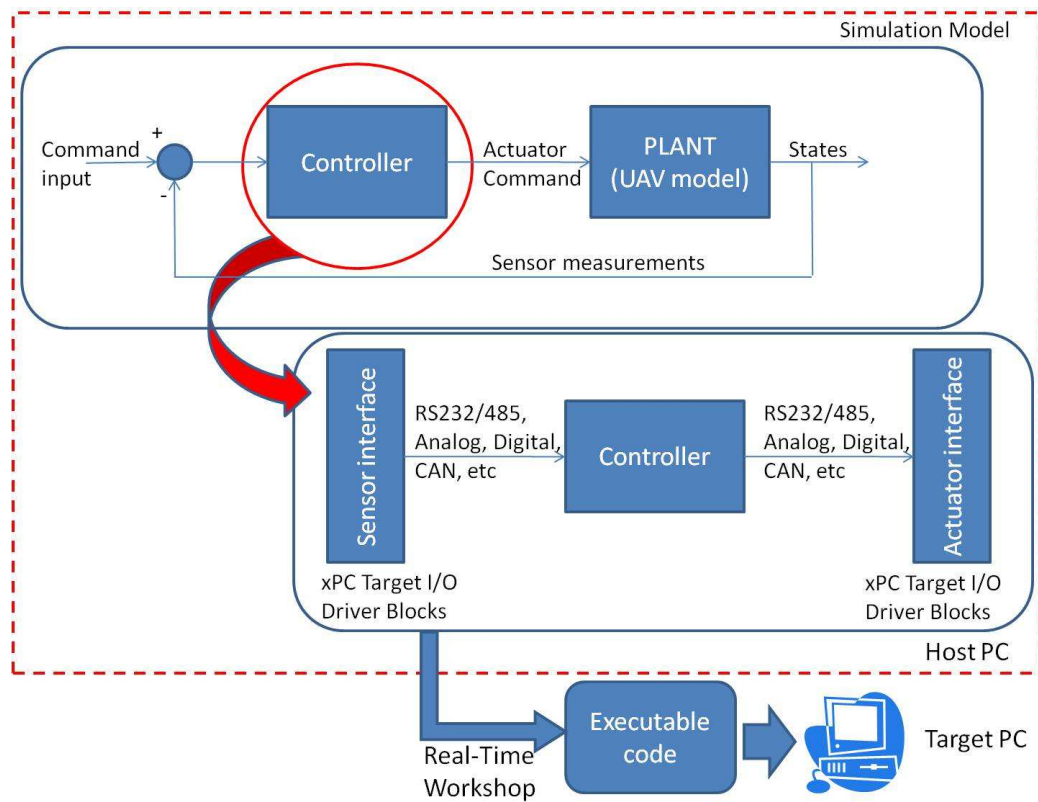 Simulation Model
Command
input
+
-
Controller
Actuator
Command
PLANT
(UAV model)
States
Sensor measurements
Sensor interface
RS232/485,
Analog, Digital,
CAN, etc
Controller
RS232/485,
Analog, Digital,
CAN, etc
Actuator interface
xPC Target I/O
Driver Blocks
xPC Target I/O
Driver Blocks
Host PC
Real-Time
Workshop
Executable
code
Target PC